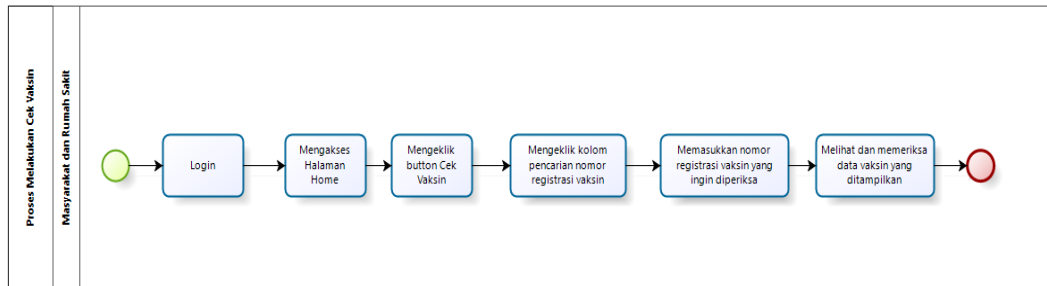 Proses Melakukan Cek Vaksin
Masyarakat dan Rumah Sakit
Login
Mengakses
Halaman
Home
Mengeklik
button Cek
Vaksin
Mengeklik kolom
pencarian nomor
registrasi vaksin
Memasukkan nomor
registrasi vaksin yang
ingin diperiksa
Melihat dan memeriksa
data vaksin yang
ditampilkan